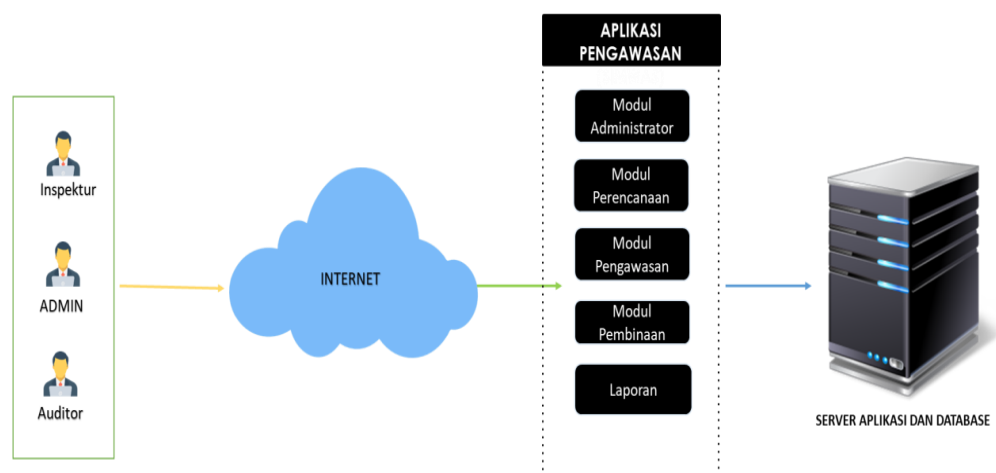 APLIKASI
PENGAWASAN
Inspektur
ADMIN
Auditor
INTERNET
Modul
Administrator
Modul
Perencanaan
Modul
Pengawasan
Modul
Pembinaan
Laporan
SERVER APLIKASI DAN DATABASE